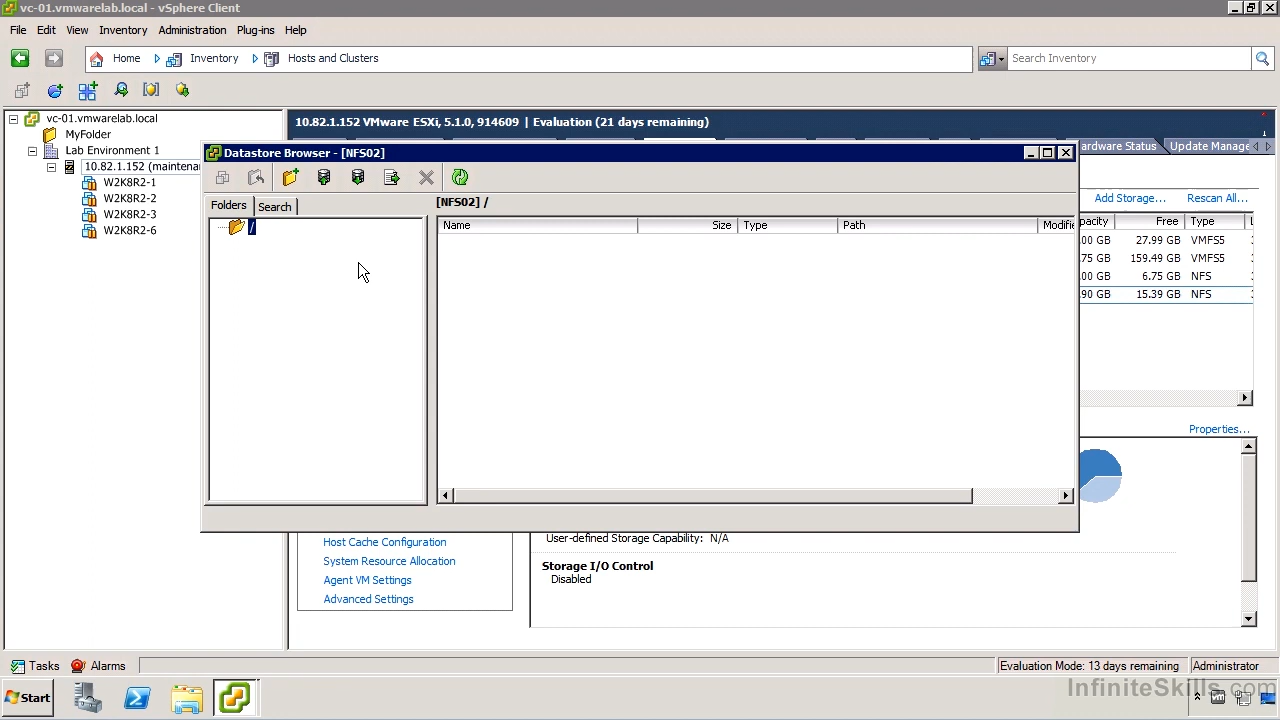 vc-01.vmwarelab.local - vSphere Client
File Edit View Inventory Administration Plug-ins Help
Home Inventory Hosts and Clusters Search Inventory
vc-01.vmwarelab.local
MyFolder
Lab Environment 1
10.82.1.152 (maintena
W2K8R2-1
W2K8R2-2
W2K8R2-3
W2K8R2-6
10.82.1.152 VMware ESXi, 5.1.0, 914609 | Evaluation (21 days remaining)
ardware Status Update Manage
Add Storage... Rescan All...
pacity Free Type
.00 GB 27.99 GB VMFS5
.75 GB 159.49 GB VMFS5
.00 GB 6.75 GB NFS
.90 GB 15.39 GB NFS
Properties...
Datastore Browser - [NFS02]
Folders Search
[NFS02] /
/
Name Size Type Path Modifie
Host Cache Configuration
System Resource Allocation
Agent VM Settings
Advanced Settings
User-defined Storage Capability: N/A
Storage I/O Control
Disabled
Tasks Alarms
Evaluation Mode: 13 days remaining Administrator
Start
InfiniteSkills.com